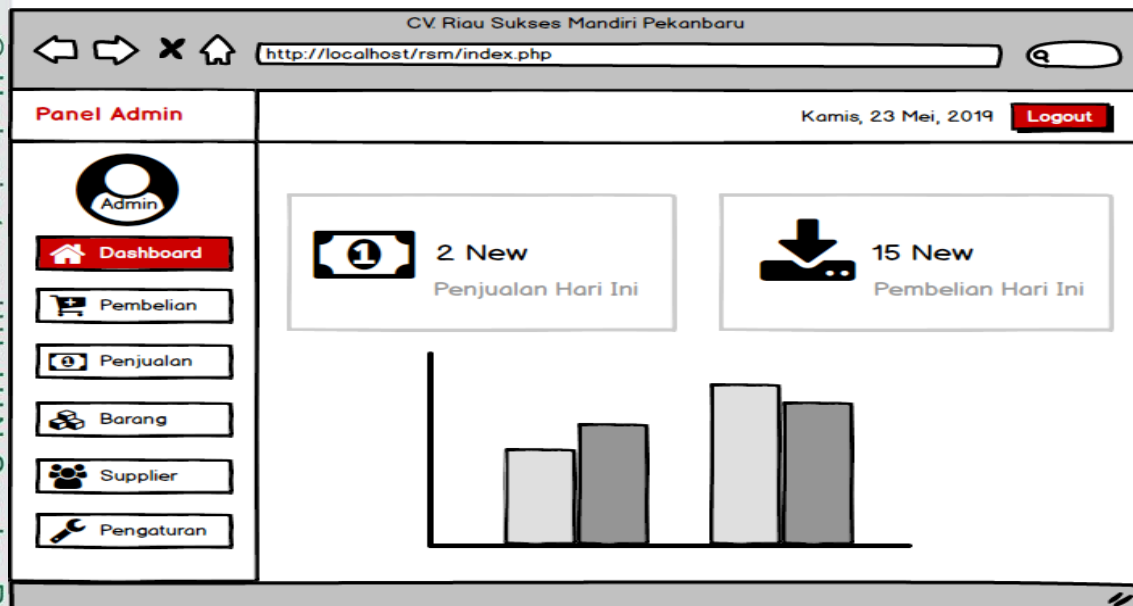 CV. Riau Sukses Mandiri Pekanbaru
http://localhost/rsm/index.php
Panel Admin
Kamis, 23 Mei, 2019 Logout
Admin
Dashboard
Pembelian
Penjualan
Barang
Supplier
Pengaturan
1 2 New
Penjualan Hari Ini
15 New
Pembelian Hari Ini